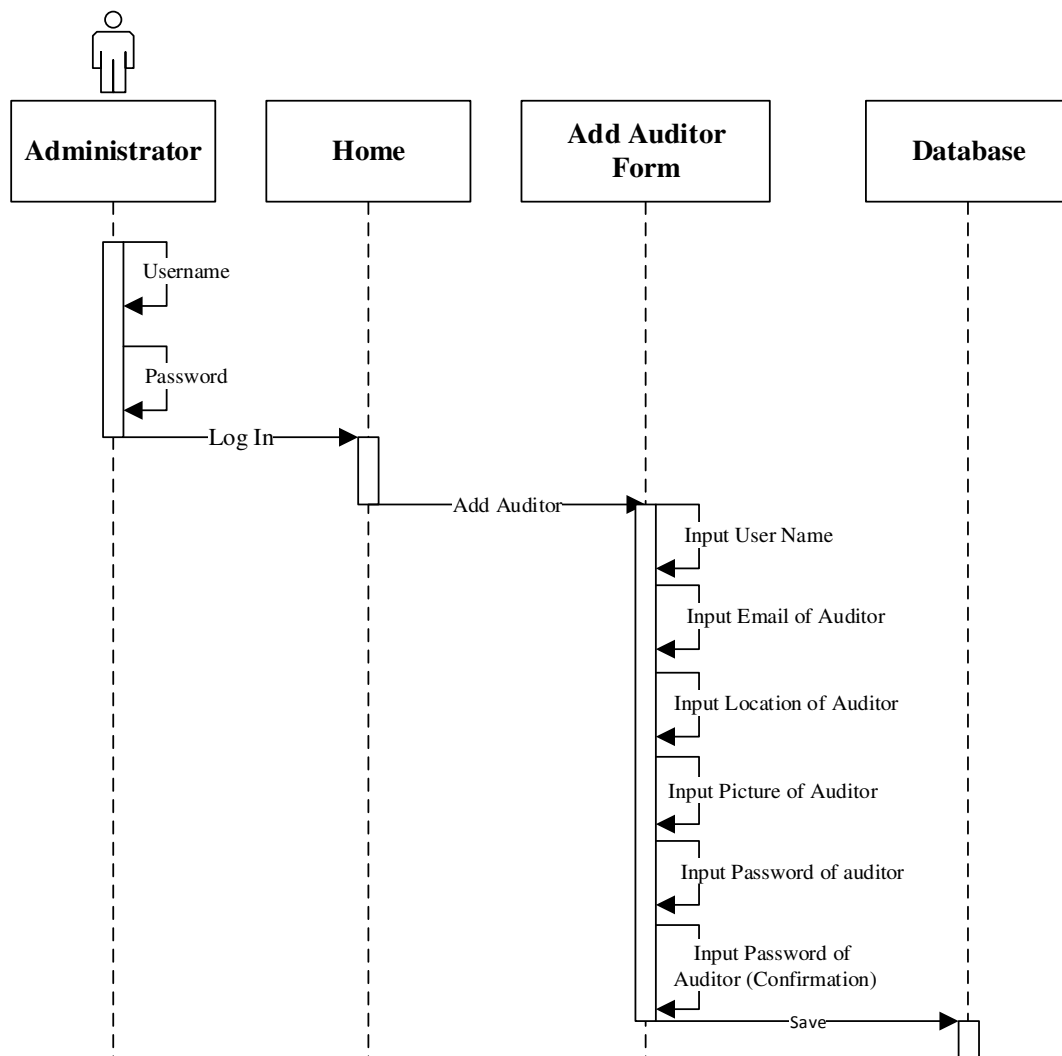 Administrator
Home
Add Auditor
Form
Database
Username
Password
Log In
Add Auditor
Input User Name
Input Email of Auditor
Input Location of Auditor
Input Picture of Auditor
Input Password of auditor
Input Password of
Auditor (Confirmation)
Save